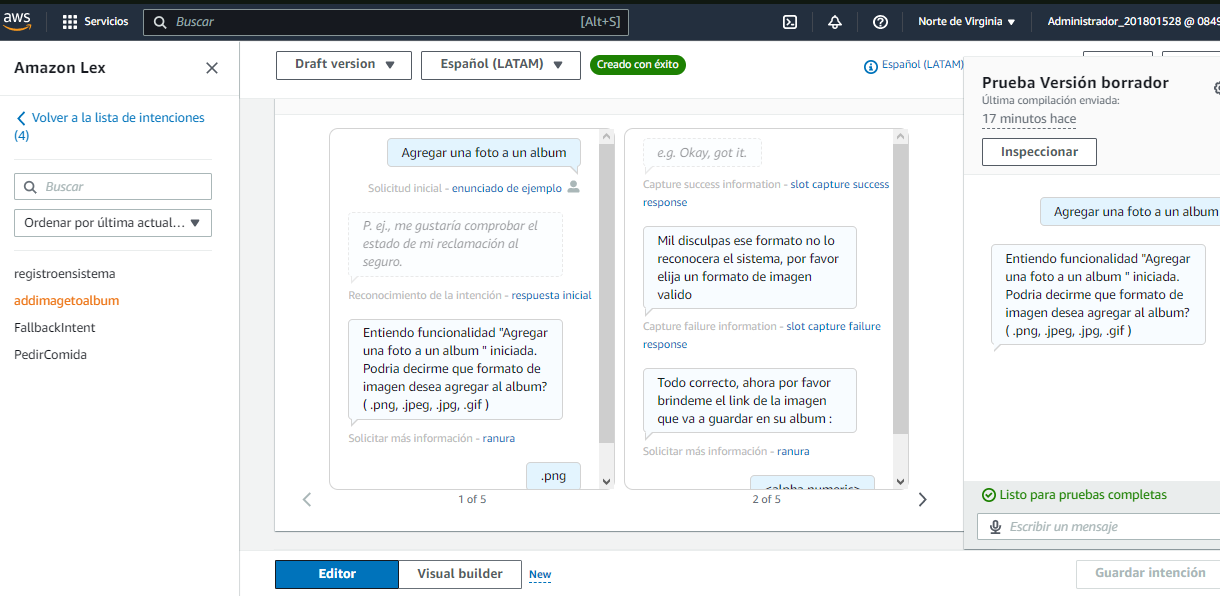 aws
Servicios
Buscar
[Alt+S]
Norte de Virginia
Administrador_201801528 @ 0849
Amazon Lex
Volver a la lista de intenciones
(4)
Buscar
Ordenar por última actual...
registroensistema
addimagetoalbum
FallbackIntent
PedirComida
Draft version
Español (LATAM)
Creado con éxito
Español (LATAM)
Agregar una foto a un album
Solicitud inicial - enunciado de ejemplo
P. ej., me gustaría comprobar el
estado de mi reclamación al
seguro.
Reconocimiento de la intención - respuesta inicial
Entiendo funcionalidad "Agregar
una foto a un album " iniciada.
Podria decirme que formato de
imagen desea agregar al album?
( .png, .jpeg, .jpg, .gif )
Solicitar más información - ranura
.png
1 of 5
e.g. Okay, got it.
Capture success information - slot capture success
response
Mil disculpas ese formato no lo
reconocera el sistema, por favor
elija un formato de imagen
valido
Capture failure information - slot capture failure
response
Todo correcto, ahora por favor
brindeme el link de la imagen
que va a guardar en su album :
Solicitar más información - ranura
<alpha numeric>
2 of 5
Editor
Visual builder
New
Prueba Versión borrador
Última compilación enviada:
17 minutos hace
Inspeccionar
Agregar una foto a un album
Entiendo funcionalidad "Agregar
una foto a un album " iniciada.
Podria decirme que formato de
imagen desea agregar al album?
( .png, .jpeg, .jpg, .gif )
Listo para pruebas completas
Escribir un mensaje
Guardar intención